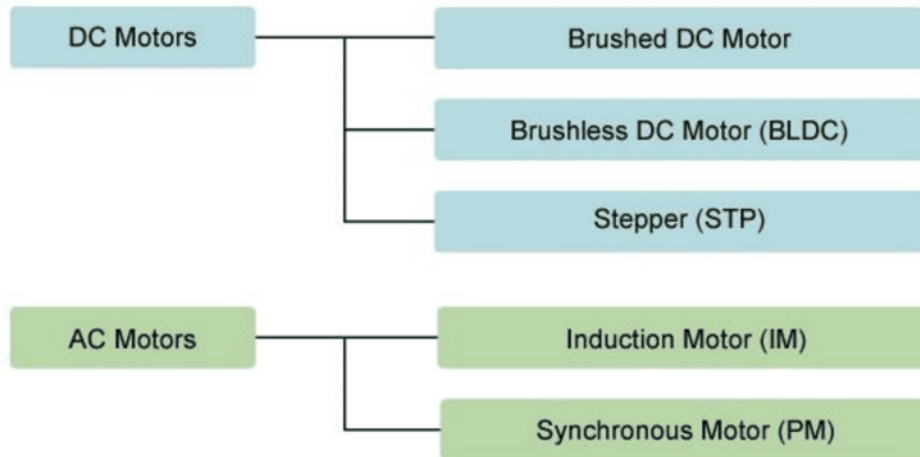 DC Motors
Brushed DC Motor
Brushless DC Motor (BLDC)
Stepper (STP)
AC Motors
Induction Motor (IM)
Synchronous Motor (PM)